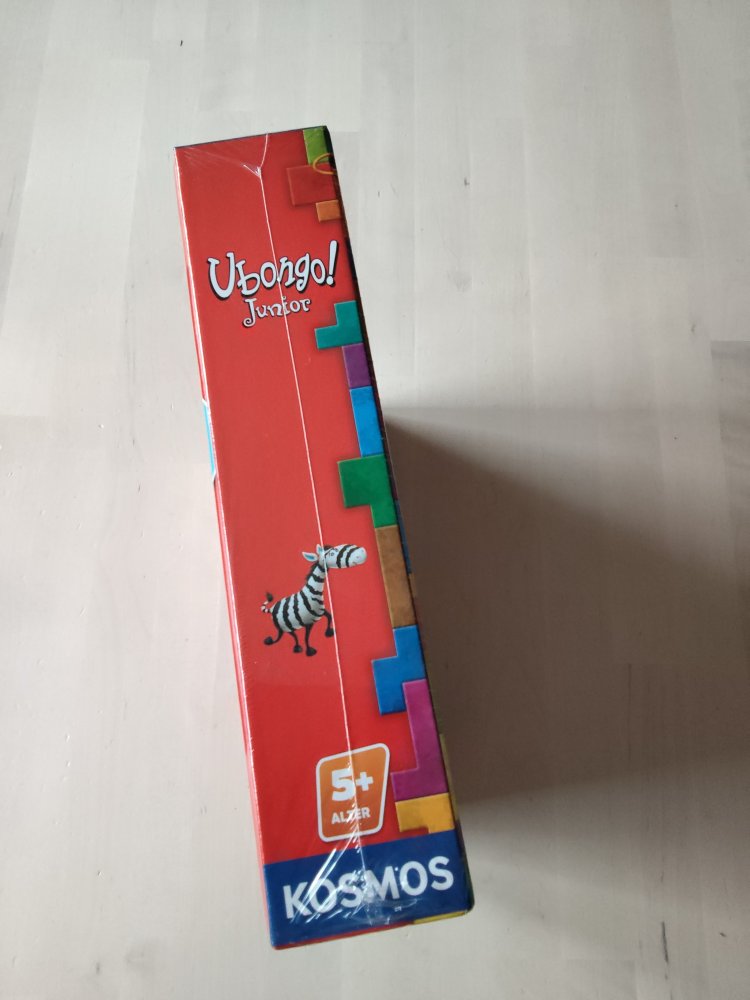 Ubongo!
Junior
5+
ALTER
KOSMOS